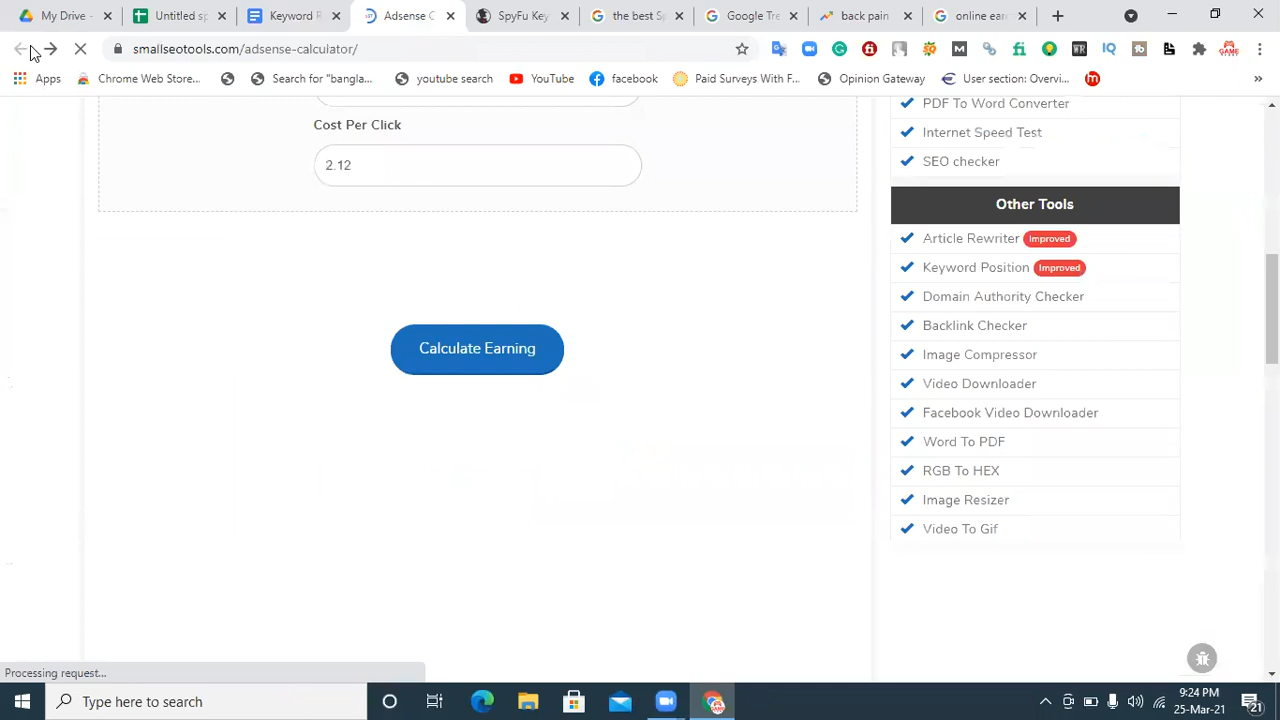 My Drive -
Untitled sp
Keyword R
Adsense C
SpyFu Key
the best Sp
Google Tre
back pain
online earn
smallseotools.com/adsense-calculator/
Apps
Chrome Web Store...
Search for "bangla...
youtube search
YouTube
facebook
Paid Surveys With F...
Opinion Gateway
User section: Overvi...
»
Cost Per Click
2.12
Calculate Earning
PDF To Word Converter
Internet Speed Test
SEO checker
Other Tools
Article Rewriter Improved
Keyword Position Improved
Domain Authority Checker
Backlink Checker
Image Compressor
Video Downloader
Facebook Video Downloader
Word To PDF
RGB To HEX
Image Resizer
Video To Gif
Processing request...
Type here to search
9:24 PM
25-Mar-21
21